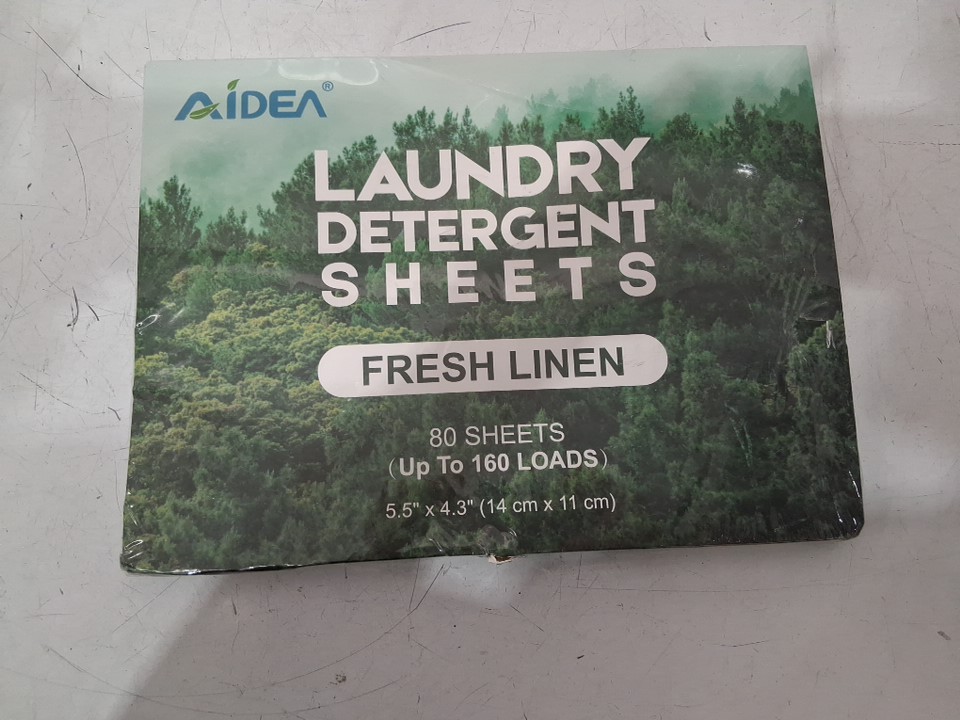 AIDEA®
LAUNDRY
DETERGENT
SHEETS
FRESH LINEN
80 SHEETS
(Up To 160 LOADS)
5.5" x 4.3" (14 cm x 11 cm)